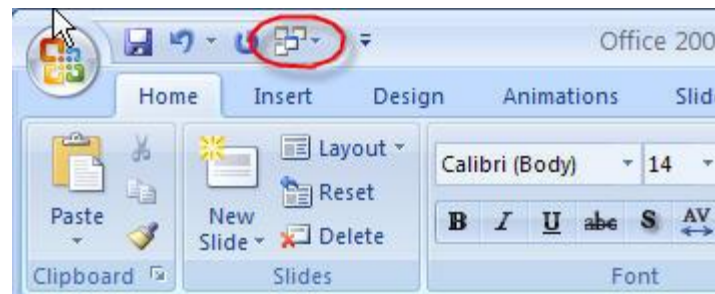 Office 200
Home Insert Design Animations Slid
Layout
Reset
Delete
Paste
New
Slide
Calibri (Body) 14
B I U abc S AV
Clipboard Slides Font